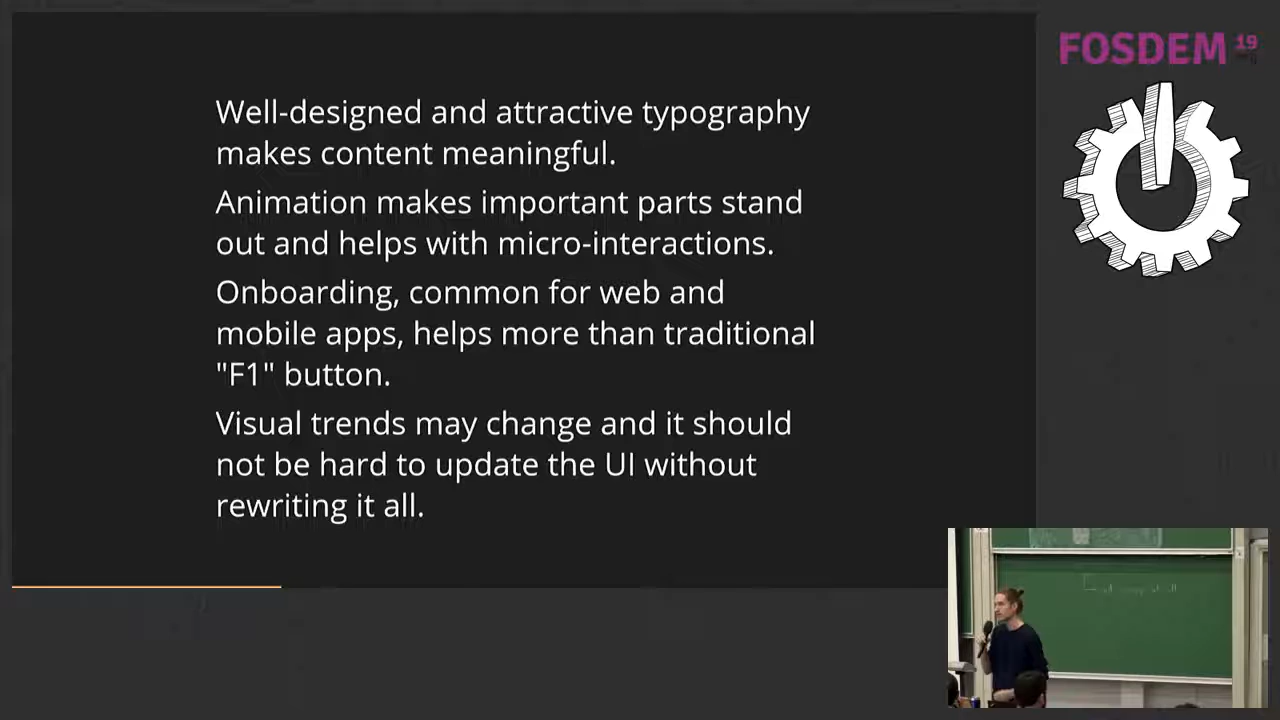 FOSDEM 19
Well-designed and attractive typography
makes content meaningful.
Animation makes important parts stand
out and helps with micro-interactions.
Onboarding, common for web and
mobile apps, helps more than traditional
"F1" button.
Visual trends may change and it should
not be hard to update the UI without
rewriting it all.